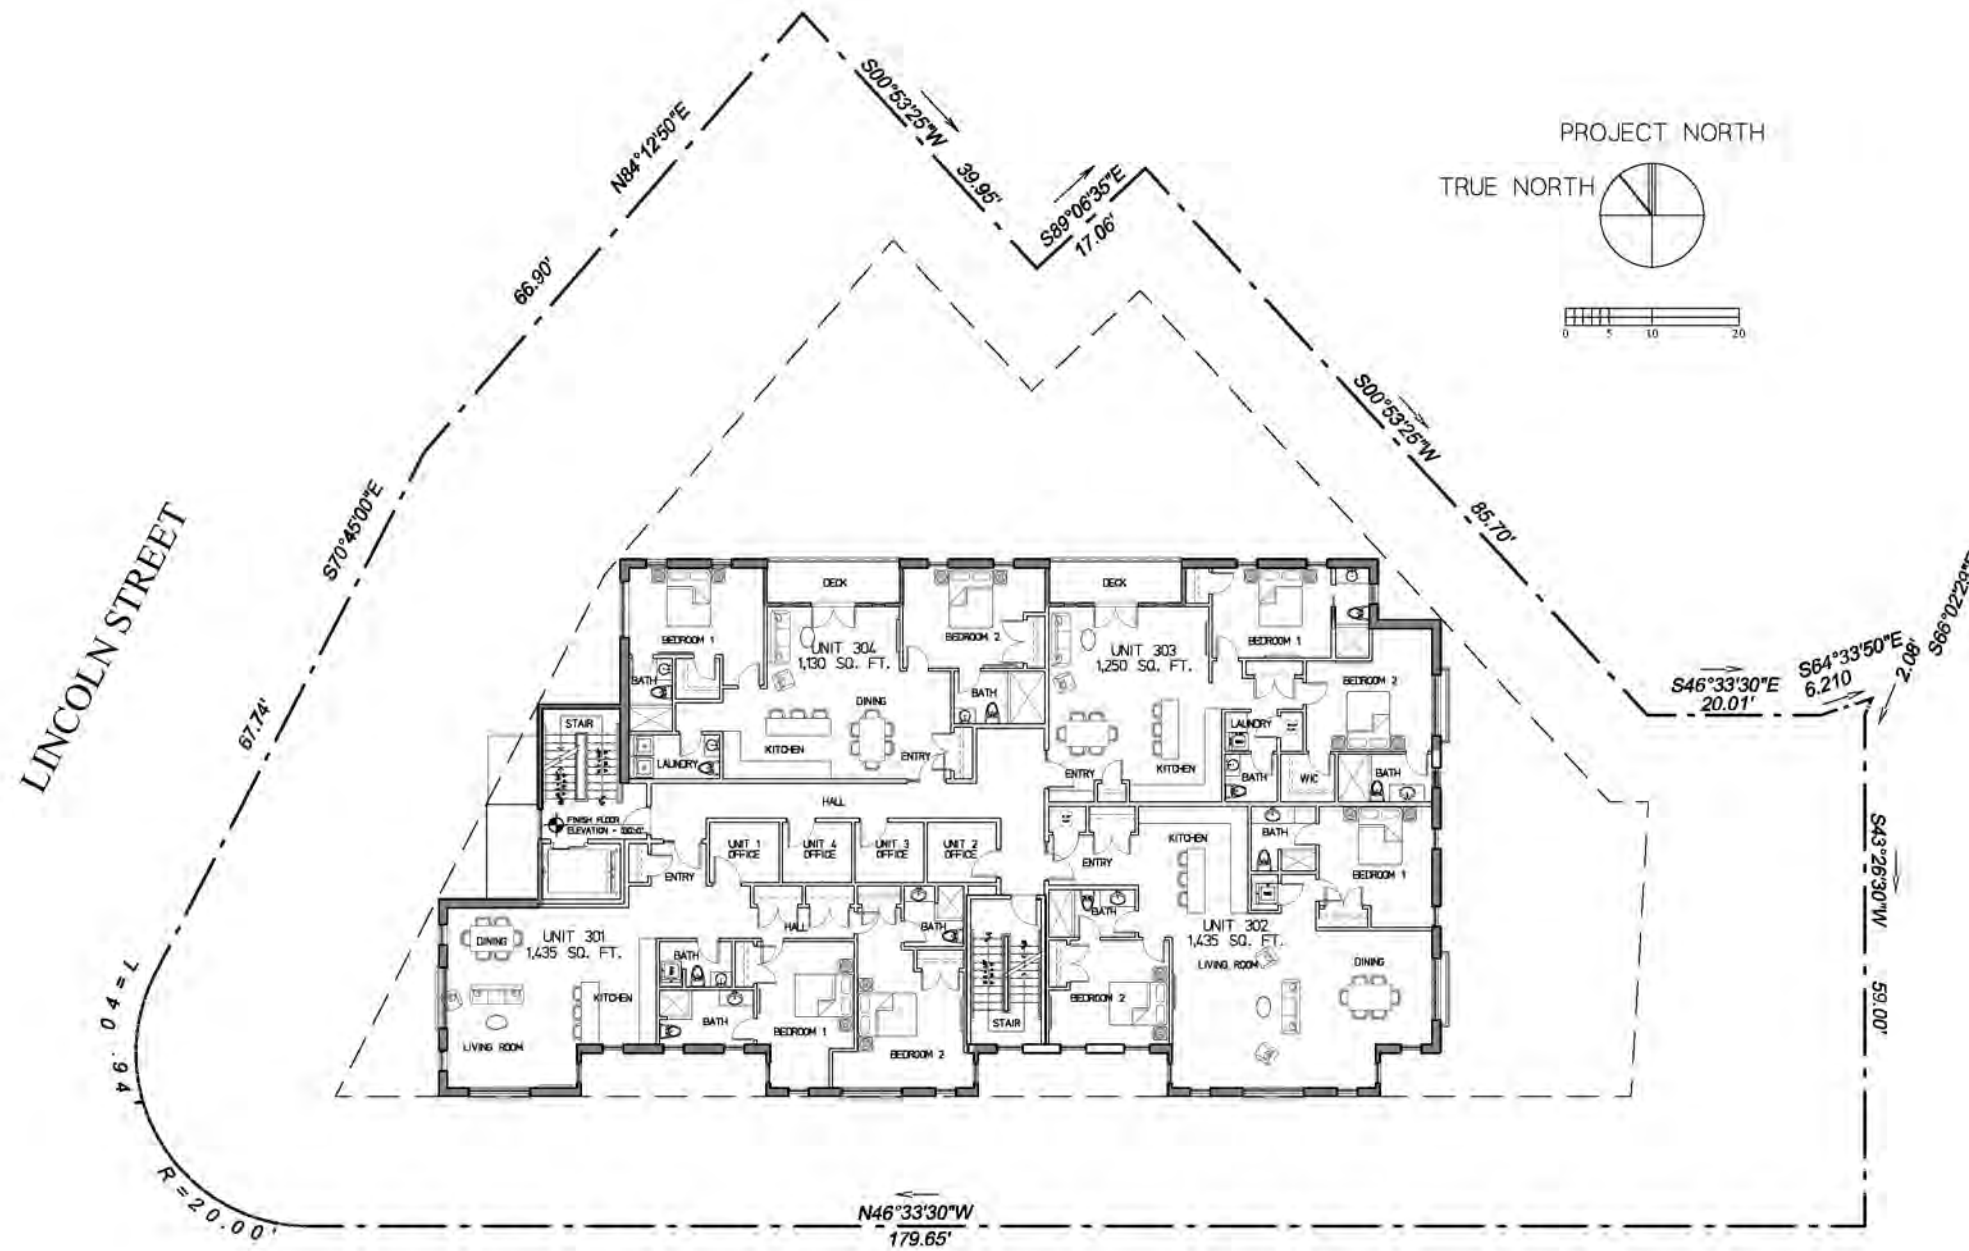 S00°53'25"W
39.95'
N84°12'50"E
66.90'
S89°06'35"E
17.06'
PROJECT NORTH
TRUE NORTH
0 5 10 20
S00°53'25"W
85.70'
S70°45'00"E
67.74'
LINCOLN STREET
S46°33'30"E
20.01'
S64°33'50"E
6.210
2.08'
S66°02'29"E
S43°26'30"W
59.00'
L=40.94'
R=20.00'
N46°33'30"W
179.65'
DECK
DECK
BEDROOM 1
BEDROOM 2
BEDROOM 1
UNIT 304
1,130 SQ. FT.
UNIT 303
1,250 SQ. FT.
BATH
BATH
BEDROOM 2
DINING
STAIR
LAUNDRY
KITCHEN
ENTRY
LAUNDRY
KITCHEN
ENTRY
BATH
WIC
BATH
HALL
FINISH FLOOR
ELEVATION -
UNIT 1
OFFICE
UNIT 4
OFFICE
UNIT 3
OFFICE
UNIT 2
OFFICE
KITCHEN
BATH
ENTRY
ENTRY
BEDROOM 1
BATH
HALL
BATH
UNIT 301
1,435 SQ. FT.
DINING
UNIT 302
1,435 SQ. FT.
BATH
LIVING ROOM
DINING
KITCHEN
BEDROOM 2
BATH
BEDROOM 1
STAIR
LIVING ROOM
BEDROOM 2